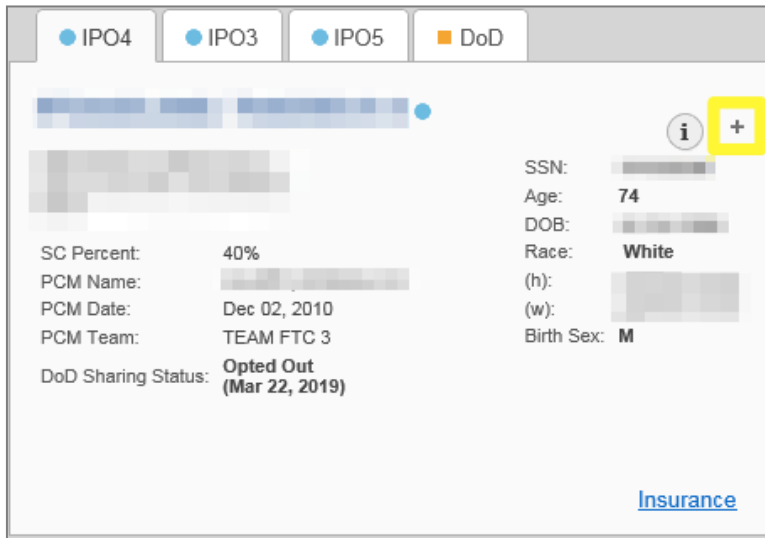 IPO4 IPO3 IPO5 DoD
i +
SSN:
Age: 74
DOB:
SC Percent: 40% Race: White
PCM Name: (h):
PCM Date: Dec 02, 2010 (w):
PCM Team: TEAM FTC 3 Birth Sex: M
DoD Sharing Status: Opted Out
(Mar 22, 2019)
Insurance